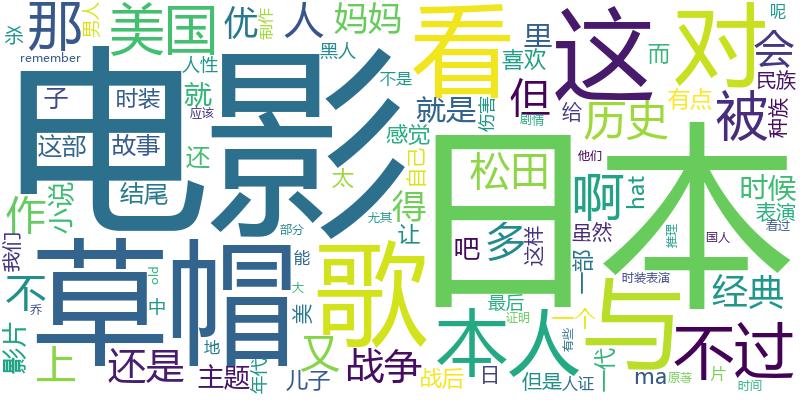 那
美国
优
人
妈妈
看
这
对
会
呢
杀
男人
制作
remember
人性
黑人
里
喜欢
而
民族
子
时装
就
不是
但
给
有点
种族
电影
就是
伤害
剧情
历史
被
这部
故事
应该
感觉
日本
结尾
还
太
自己
松田
他们
hat
时候
作
小说
得
啊
表演
让
吧
多
这样
虽然
尤其
部分
看过
国人
推理
我们
草帽
歌
能
一部
时装表演
不
old
中
大
最后
与
经典
乔
地
美
证明
一个
有些
不过
影片
上
还是
主题
年代
儿子
又
战争
战后
本人
日
但是
人证
一代
ma
原著
片
时间